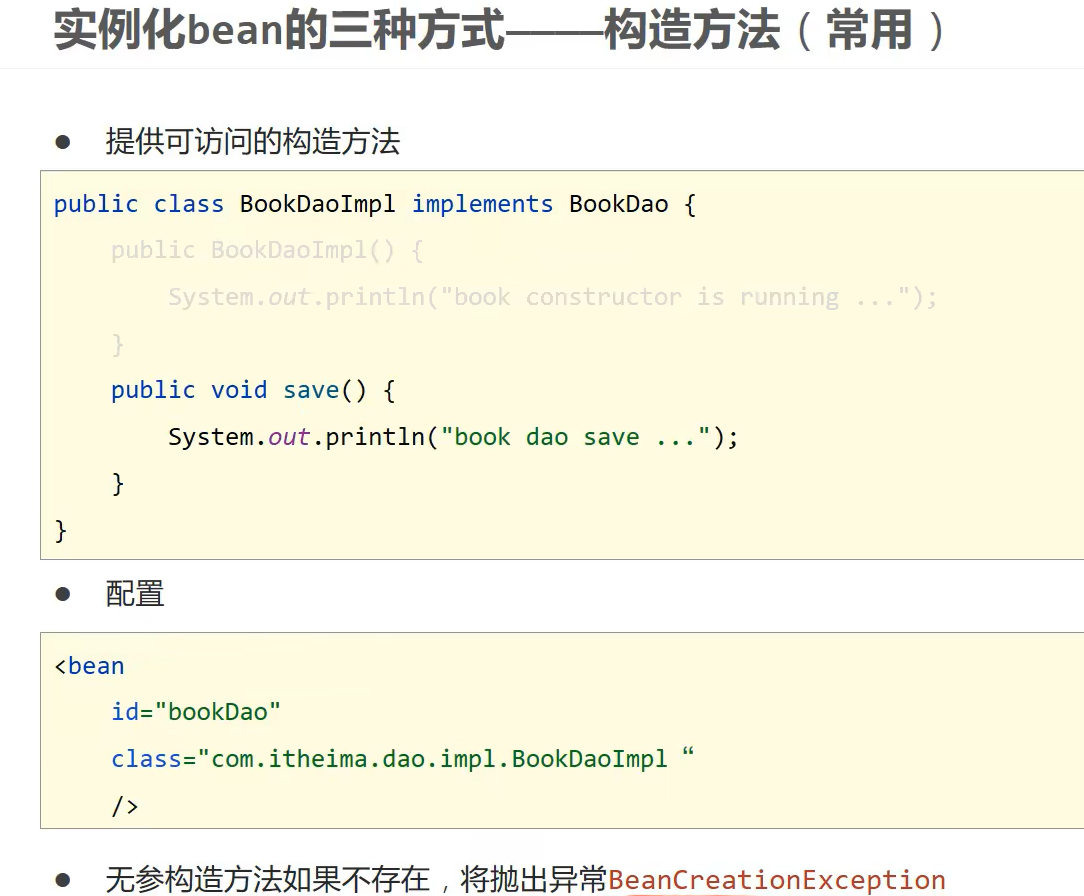 实例化bean的三种方式——构造方法（常用）
● 提供可访问的构造方法
public class BookDaoImpl implements BookDao {
    public BookDaoImpl() {
        System.out.println("book constructor is running ...");
    }
    public void save() {
        System.out.println("book dao save ...");
    }
}
● 配置
<bean
    id="bookDao"
    class="com.itheima.dao.impl.BookDaoImpl “
    />
● 无参构造方法如果不存在，将抛出异常BeanCreationException